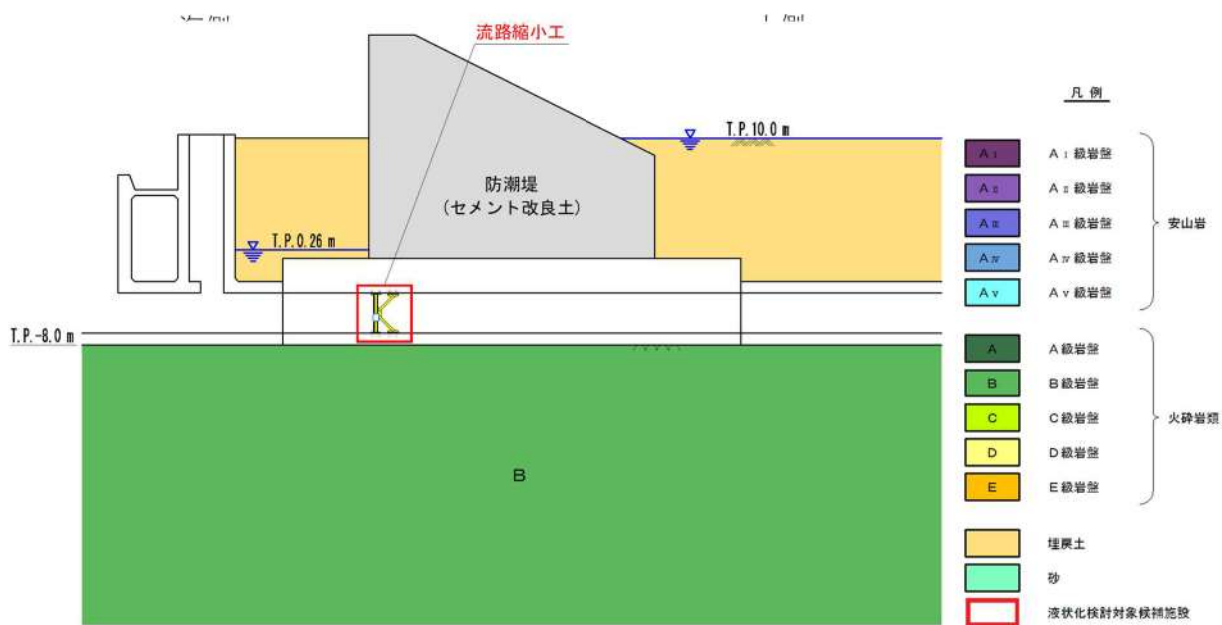 流路縮小工
T.P.10.0 m
防潮堤
(セメント改良土)
T.P.0.26 m
T.P.-8.0 m
B
凡例
AⅠ AⅠ級岩盤
AⅡ AⅡ級岩盤
AⅢ AⅢ級岩盤
AⅣ AⅣ級岩盤
AⅤ AⅤ級岩盤
安山岩
A A級岩盤
B B級岩盤
C C級岩盤
D D級岩盤
E E級岩盤
火砕岩類
埋戻土
砂
液状化検討対象候補施設